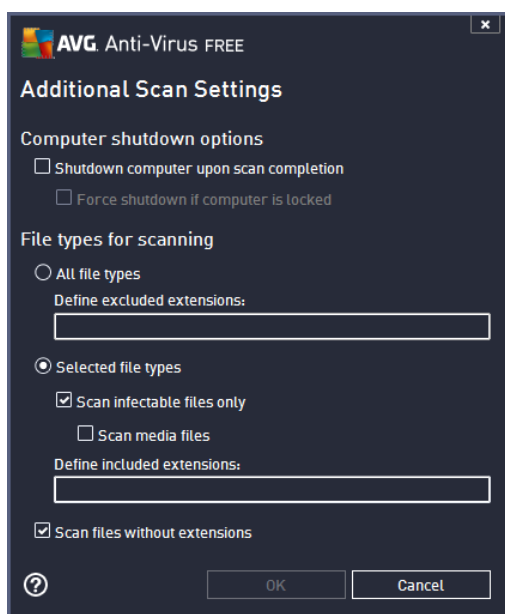 AVG. Anti-Virus FREE
Additional Scan Settings
Computer shutdown options
Shutdown computer upon scan completion
Force shutdown if computer is locked
File types for scanning
All file types
Define excluded extensions:
Selected file types
Scan infectable files only
Scan media files
Define included extensions:
Scan files without extensions
OK
Cancel